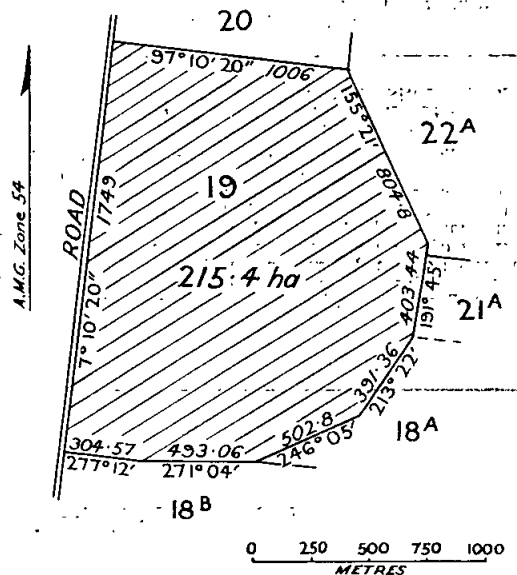 20
97°10'20" 1006
155°21'
804·8
22A
A.M.G. Zone 54
ROAD
1749
7°10'20"
19
215·4 ha
403·44
191°45'
21A
391·36
213°22'
18A
502·8
246°05'
304·57
277°12'
493·06
271°04'
18B
0 250 500 750 1000
METRES